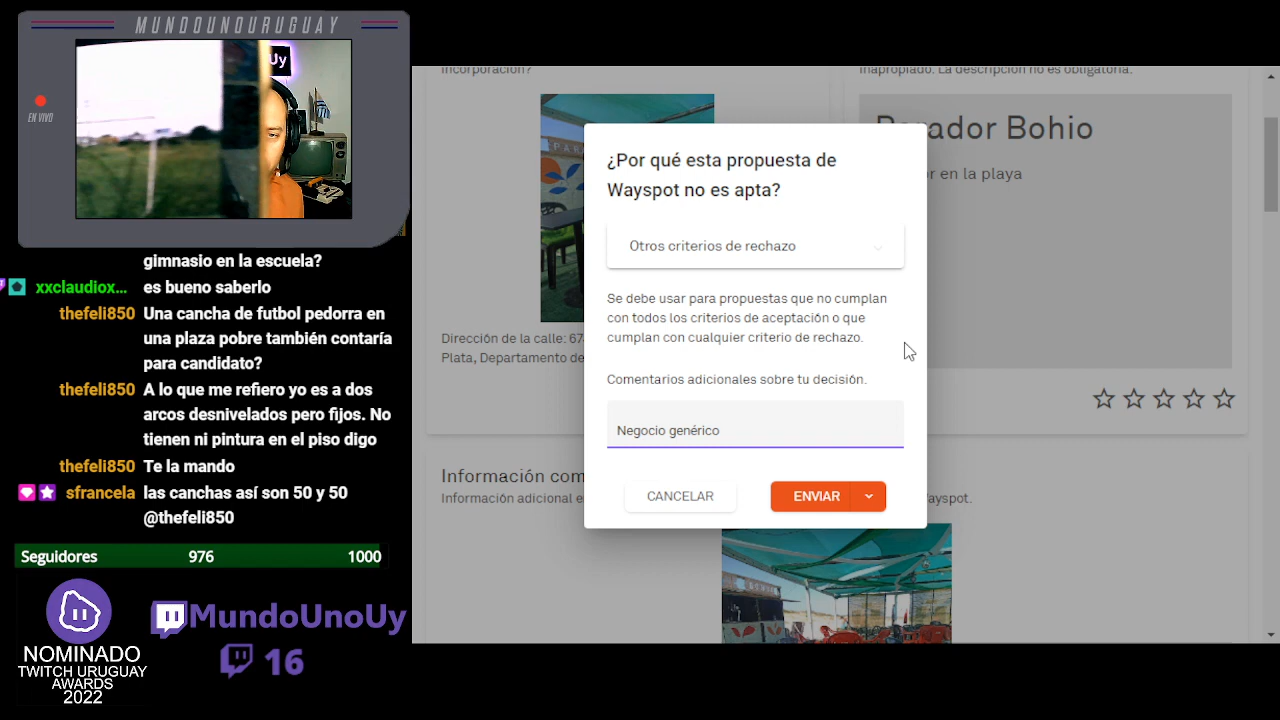 MUNDOUNOURUGUAY
Uy
EN VIVO
gimnasio en la escuela?
xxclaudiox... es bueno saberlo
thefeli850 Una cancha de futbol pedorra en
una plaza pobre también contaría
para candidato?
thefeli850 A lo que me refiero yo es a dos
arcos desnivelados pero fijos. No
tienen ni pintura en el piso digo
thefeli850 Te la mando
sfrancela las canchas así son 50 y 50
@thefeli850
Seguidores 976 1000
NOMINADO
TWITCH URUGUAY
AWARDS
2022
MundoUnoUy
16
incorporación?
inapropiado. La descripción no es obligatoria.
Parador Bohio
en la playa
Dirección de la calle: 67
Plata, Departamento de
Información com
Información adicional e
Wayspot.
¿Por qué esta propuesta de
Wayspot no es apta?
Otros criterios de rechazo
Se debe usar para propuestas que no cumplan
con todos los criterios de aceptación o que
cumplan con cualquier criterio de rechazo.
Comentarios adicionales sobre tu decisión.
Negocio genérico
CANCELAR ENVIAR